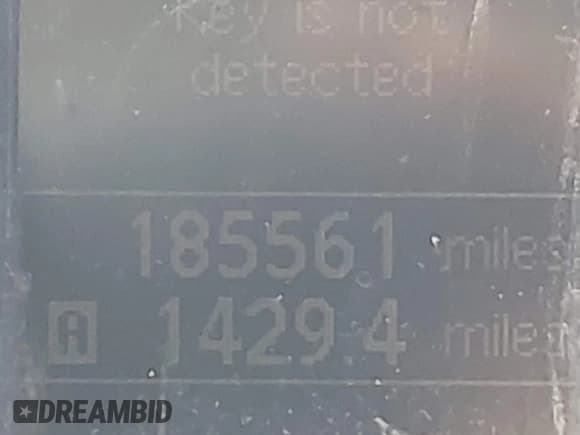 Key is not
detected
185561 miles
A 1429.4 miles
DREAMBID